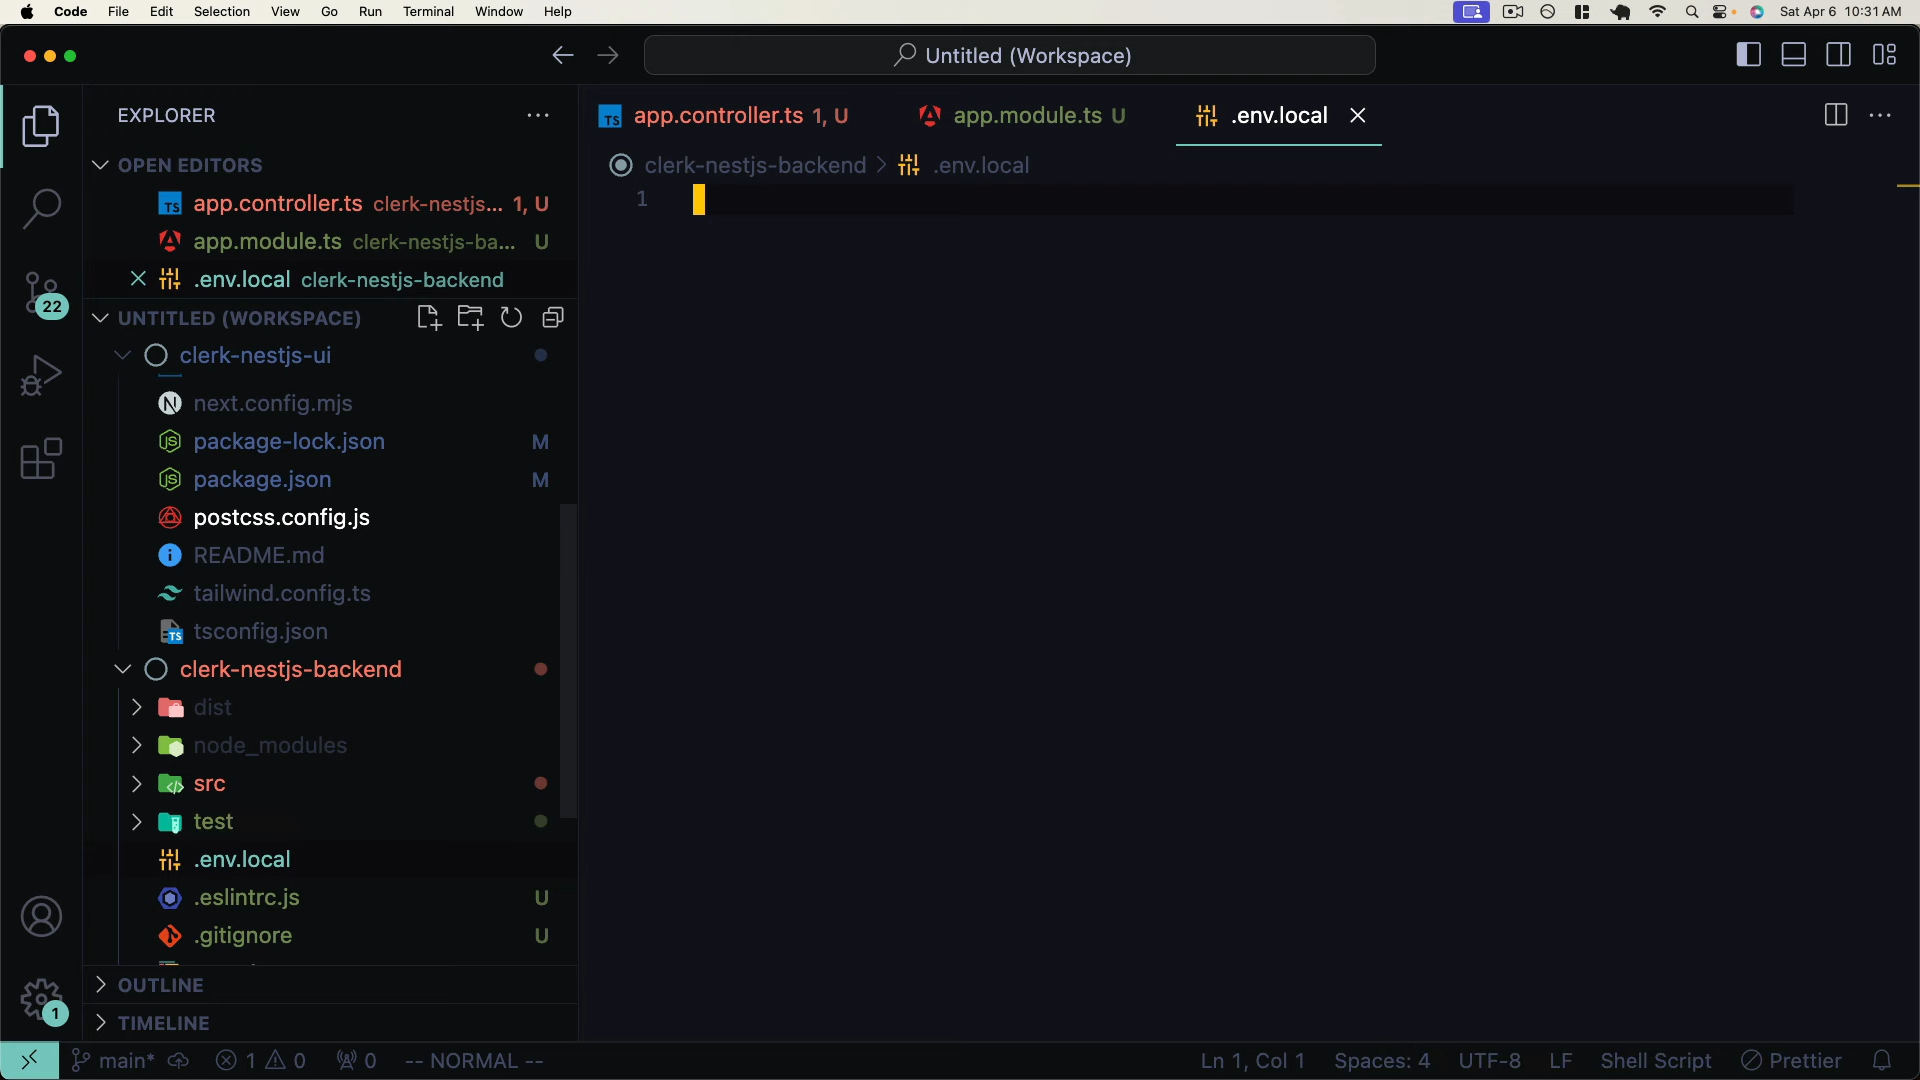 Code File Edit Selection View Go Run Terminal Window Help Sat Apr 6 10:31 AM
Untitled (Workspace)
EXPLORER
OPEN EDITORS
TS app.controller.ts clerk-nestjs... 1, U
app.module.ts clerk-nestjs-ba... U
.env.local clerk-nestjs-backend
UNTITLED (WORKSPACE)
clerk-nestjs-ui
N next.config.mjs
JS package-lock.json M
JS package.json M
postcss.config.js
i README.md
tailwind.config.ts
TS tsconfig.json
clerk-nestjs-backend
dist
node_modules
src
test
.env.local
.eslintrc.js U
.gitignore U
OUTLINE
TIMELINE
22
1
TS app.controller.ts 1, U
app.module.ts U
.env.local
clerk-nestjs-backend > .env.local
1
main* 1 0 0 -- NORMAL -- Ln 1, Col 1 Spaces: 4 UTF-8 LF Shell Script Prettier